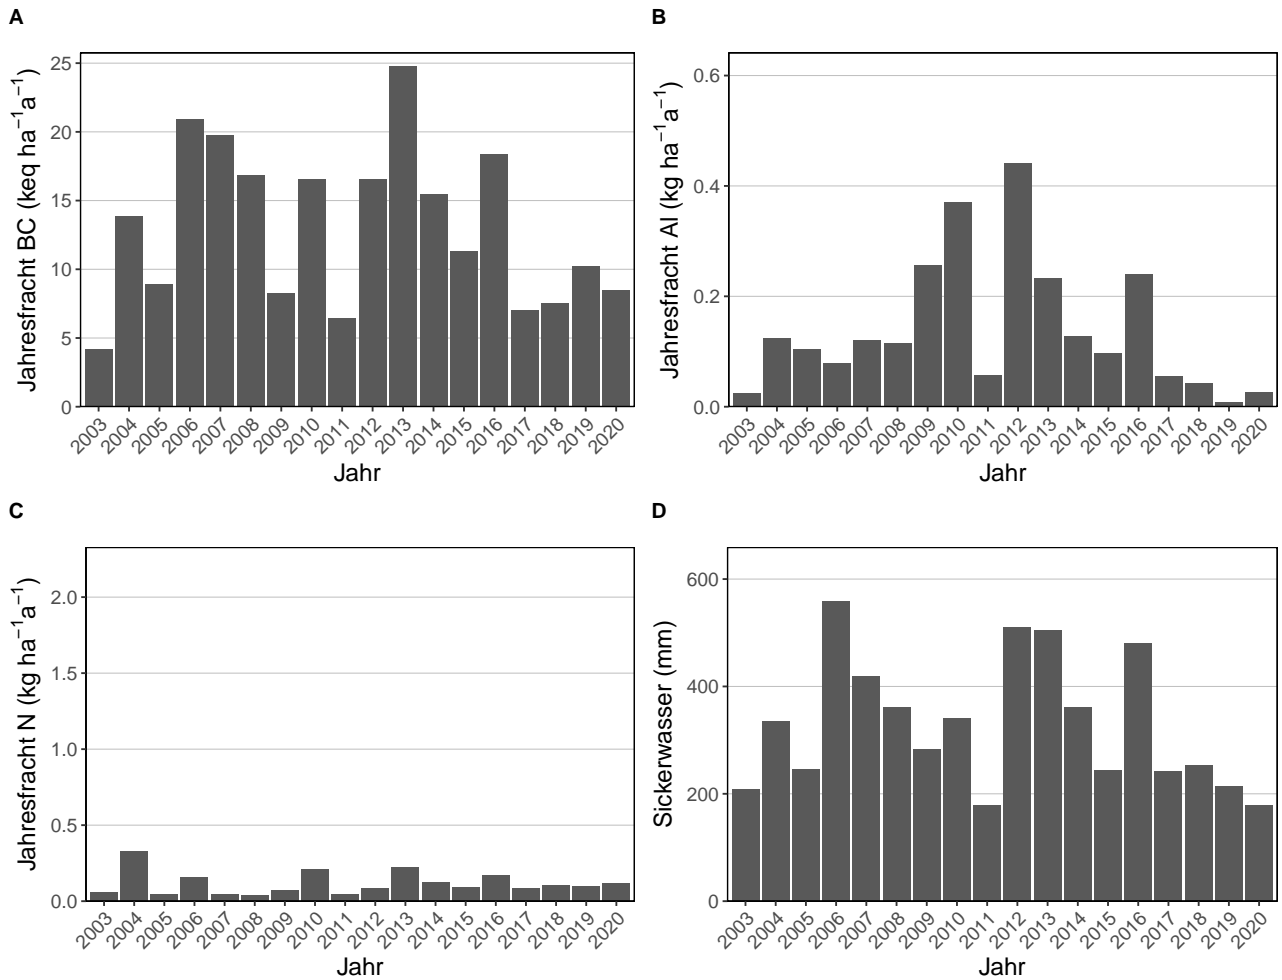 A
Jahresfracht BC (keq ha⁻¹a⁻¹)
25
20
15
10
5
0
2003 2004 2005 2006 2007 2008 2009 2010 2011 2012 2013 2014 2015 2016 2017 2018 2019 2020
Jahr
B
Jahresfracht Al (kg ha⁻¹a⁻¹)
0.6
0.4
0.2
0.0
2003 2004 2005 2006 2007 2008 2009 2010 2011 2012 2013 2014 2015 2016 2017 2018 2019 2020
Jahr
C
Jahresfracht N (kg ha⁻¹a⁻¹)
2.0
1.5
1.0
0.5
0.0
2003 2004 2005 2006 2007 2008 2009 2010 2011 2012 2013 2014 2015 2016 2017 2018 2019 2020
Jahr
D
Sickerwasser (mm)
600
400
200
0
2003 2004 2005 2006 2007 2008 2009 2010 2011 2012 2013 2014 2015 2016 2017 2018 2019 2020
Jahr